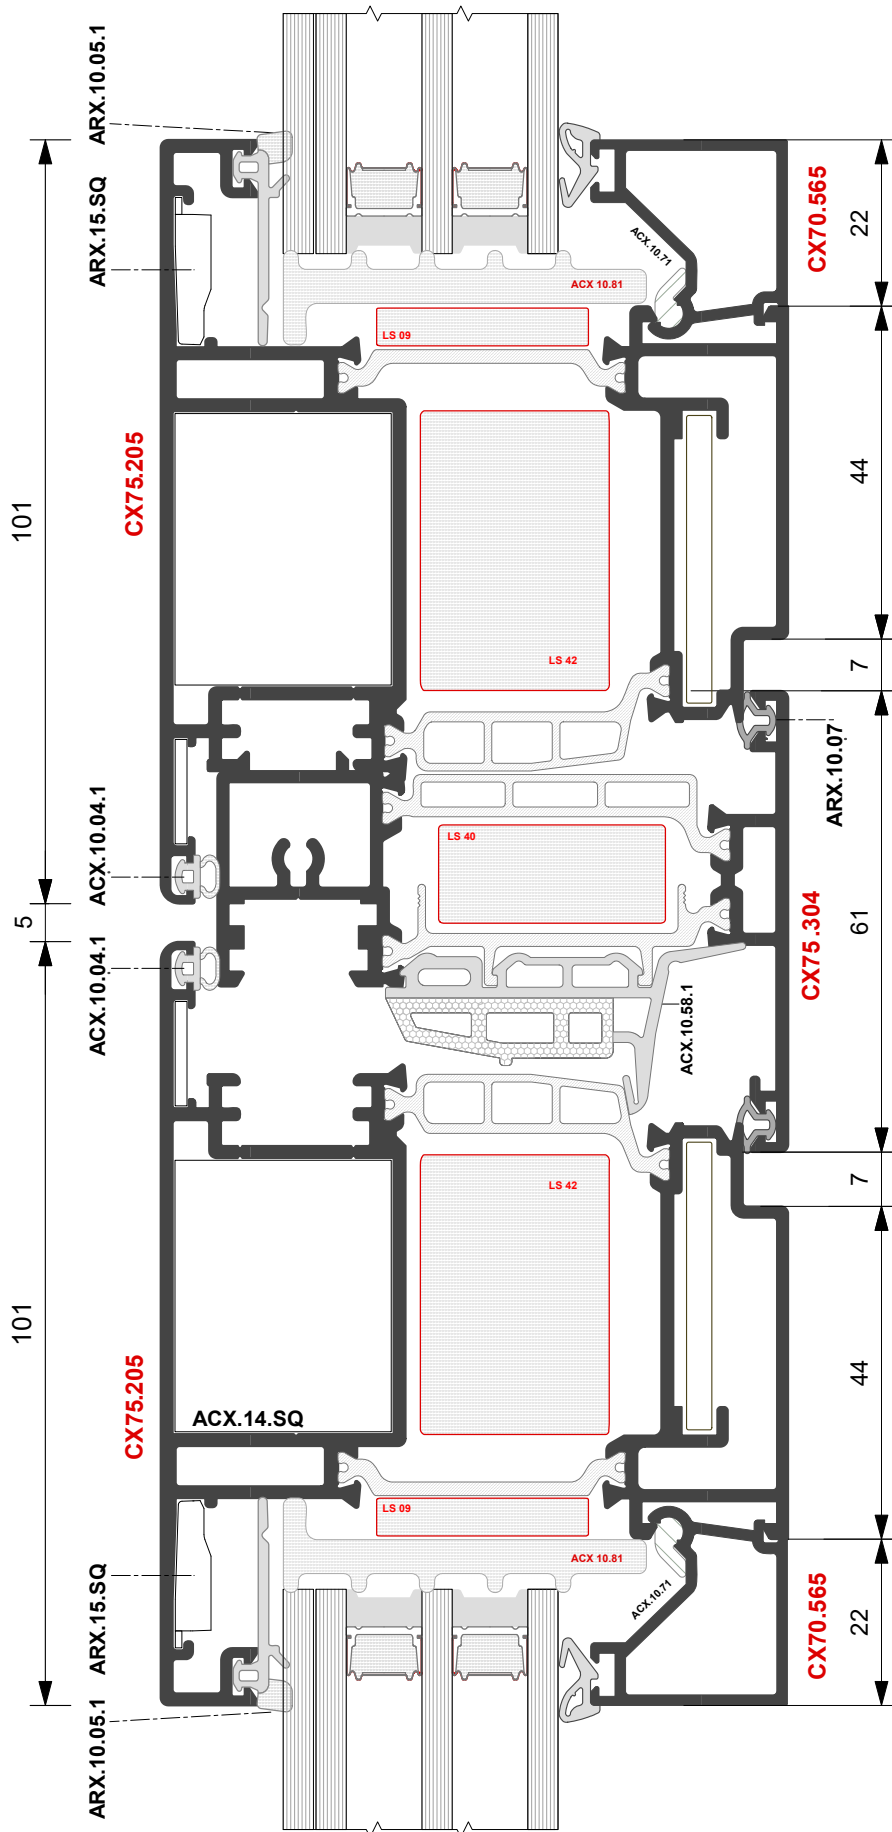 ARX.10.05.1
ARX.15.SQ
101
CX75.205
ACX.10.04.1
5
ACX.10.04.1
101
CX75.205
ACX.14.SQ
ARX.15.SQ
ARX.10.05.1
ACX.10.71
ACX 10.81
LS 09
LS 42
LS 40
ACX.10.58.1
LS 42
LS 09
ACX 10.81
ACX.10.71
CX70.565
22
44
7
ARX.10.07
CX75.304
61
7
44
CX70.565
22